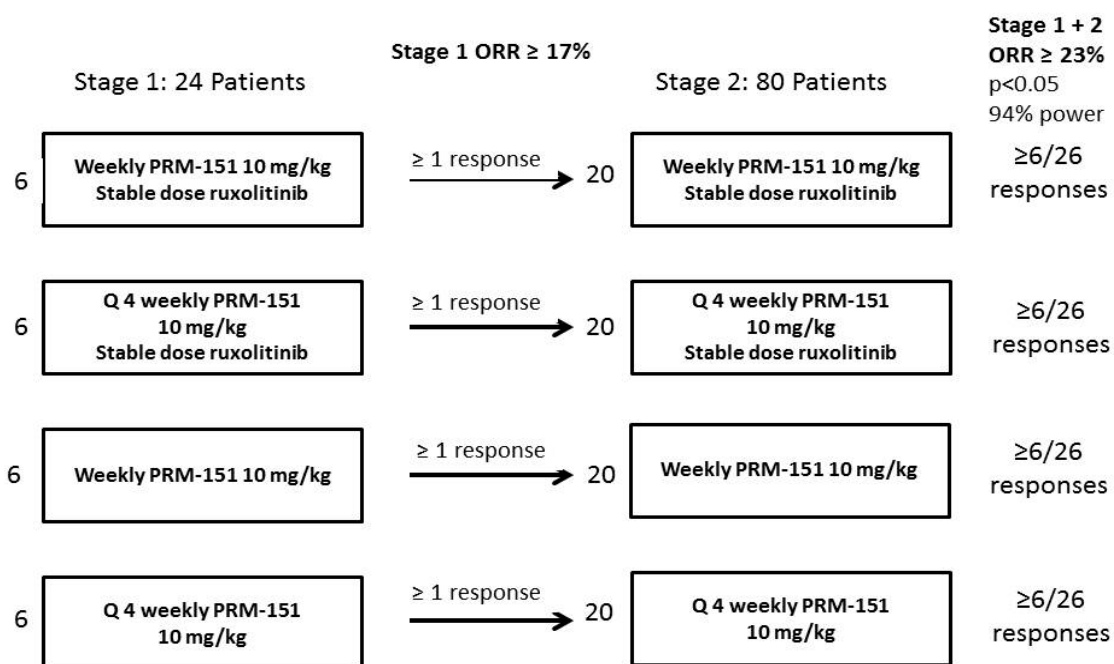 Stage 1: 24 Patients
Stage 1 ORR ≥ 17%
Stage 2: 80 Patients
Stage 1 + 2
ORR ≥ 23%
p<0.05
94% power
6
Weekly PRM-151 10 mg/kg
Stable dose ruxolitinib
≥ 1 response
20
Weekly PRM-151 10 mg/kg
Stable dose ruxolitinib
≥6/26
responses
6
Q 4 weekly PRM-151
10 mg/kg
Stable dose ruxolitinib
≥ 1 response
20
Q 4 weekly PRM-151
10 mg/kg
Stable dose ruxolitinib
≥6/26
responses
6
Weekly PRM-151 10 mg/kg
≥ 1 response
20
Weekly PRM-151 10 mg/kg
≥6/26
responses
6
Q 4 weekly PRM-151
10 mg/kg
≥ 1 response
20
Q 4 weekly PRM-151
10 mg/kg
≥6/26
responses